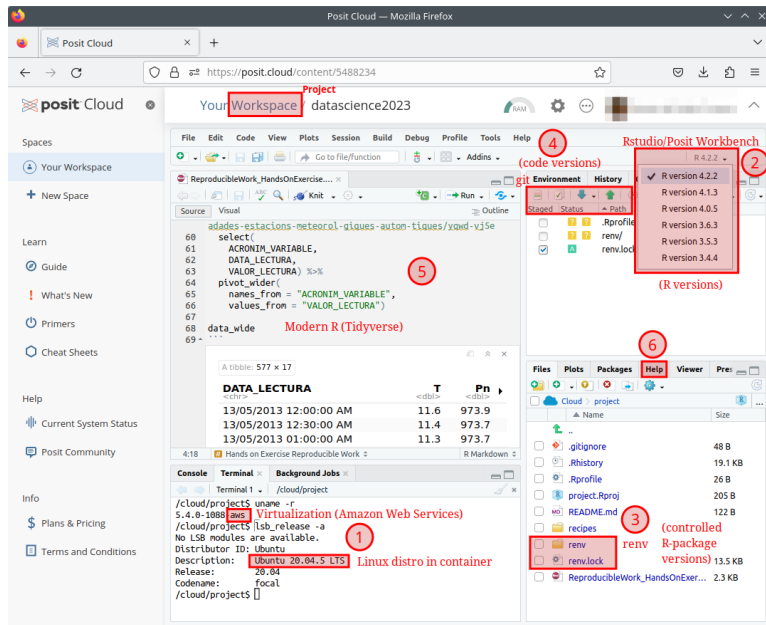 Posit Cloud — Mozilla Firefox
Posit Cloud × +
https://posit.cloud/content/5488234
Project
posit Cloud
Your Workspace / datascience2023
RAM
Spaces
Your Workspace
New Space
Learn
Guide
What's New
Primers
Cheat Sheets
Help
Current System Status
Posit Community
Info
Plans & Pricing
Terms and Conditions
File Edit Code View Plots Session Build Debug Profile Tools Help
Go to file/function
Addins
4
(code versions)
git
Rstudio/Posit Workbench
R 4.2.2
2
R version 4.2.2
R version 4.1.3
R version 4.0.5
R version 3.6.3
R version 3.5.3
R version 3.4.4
(R versions)
ReproducibleWork_HandsOnExercise.... ×
Knit
Run
Source Visual
Outline
adades-estacions-meteorol-giques-autom-tiques/yqwd-vj5e
60 select(
61 ACRONIM_VARIABLE,
62 DATA_LECTURA,
63 VALOR_LECTURA) %>%
64 pivot_wider(
65 names_from = "ACRONIM_VARIABLE",
66 values_from = "VALOR_LECTURA")
67
68 data_wide
69 ```
5
Modern R (Tidyverse)
A tibble: 577 × 17
DATA_LECTURA T Pn
<chr> <dbl> <dbl>
13/05/2013 12:00:00 AM 11.6 973.9
13/05/2013 12:30:00 AM 11.4 973.7
13/05/2013 01:00:00 AM 11.3 973.7
4:18 Hands on Exercise Reproducible Work
R Markdown
Environment History
Staged Status Path
.Rprofile
renv/
renv.lock
6
Files Plots Packages Help Viewer Pres
Cloud project
Name Size
..
.gitignore 48 B
.Rhistory 19.1 KB
.Rprofile 26 B
project.Rproj 205 B
README.md 122 B
recipes
renv
renv.lock 13.5 KB
ReproducibleWork_HandsOnExer... 2.3 KB
3
renv
(controlled
R-package
versions)
Console Terminal × Background Jobs ×
Terminal 1 /cloud/project
/cloud/project$ uname -r
5.4.0-1088-aws
/cloud/project$ lsb_release -a
No LSB modules are available.
Distributor ID: Ubuntu
Description: Ubuntu 20.04.5 LTS
Release: 20.04
Codename: focal
/cloud/project$
Virtualization (Amazon Web Services)
1
Linux distro in container